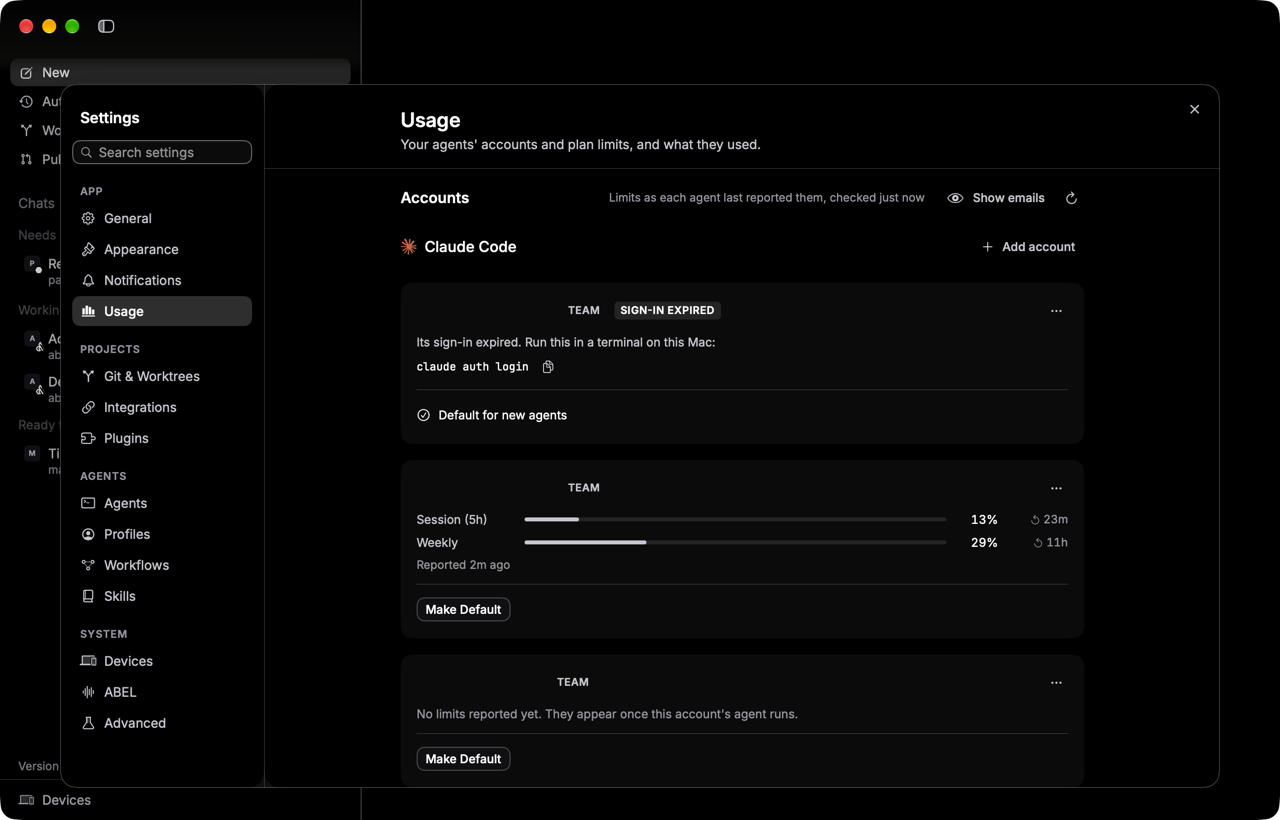 New
Settings
Search settings
APP
General
Appearance
Notifications
Usage
PROJECTS
Git & Worktrees
Integrations
Plugins
AGENTS
Agents
Profiles
Workflows
Skills
SYSTEM
Devices
ABEL
Advanced
Chats
Needs
P
A
A
M
Version
Devices
Usage
Your agents' accounts and plan limits, and what they used.
Accounts
Limits as each agent last reported them, checked just now
Show emails
Claude Code
Add account
TEAM SIGN-IN EXPIRED
Its sign-in expired. Run this in a terminal on this Mac:
claude auth login
Default for new agents
TEAM
Session (5h) 13% 23m
Weekly 29% 11h
Reported 2m ago
Make Default
TEAM
No limits reported yet. They appear once this account's agent runs.
Make Default